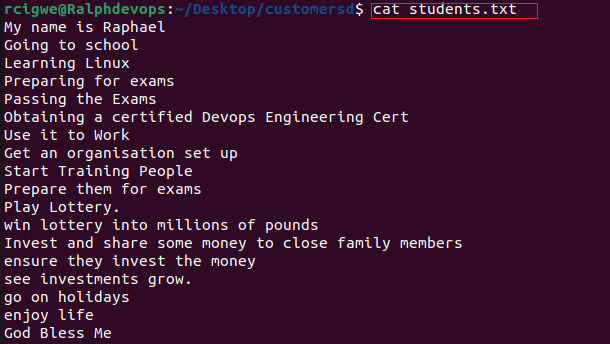 rcigwe@Ralphdevops:~/Desktop/customersd$ cat students.txt
My name is Raphael
Going to school
Learning Linux
Preparing for exams
Passing the Exams
Obtaining a certified Devops Engineering Cert
Use it to Work
Get an organisation set up
Start Training People
Prepare them for exams
Play Lottery.
win lottery into millions of pounds
Invest and share some money to close family members
ensure they invest the money
see investments grow.
go on holidays
enjoy life
God Bless Me